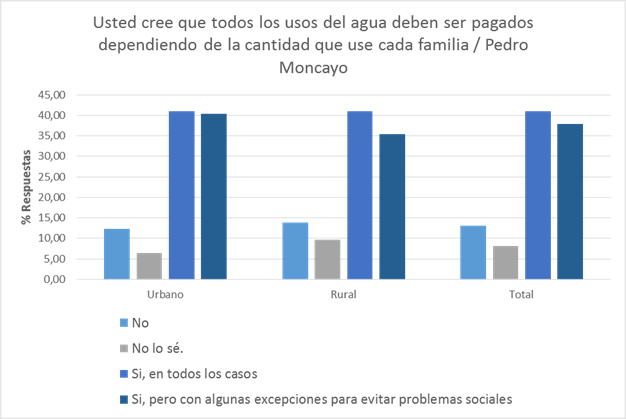 Usted cree que todos los usos del agua deben ser pagados
dependiendo de la cantidad que use cada familia / Pedro
Moncayo
% Respuestas
45,00
40,00
35,00
30,00
25,00
20,00
15,00
10,00
5,00
0,00
Urbano Rural Total
No
No lo sé.
Si, en todos los casos
Si, pero con algunas excepciones para evitar problemas sociales